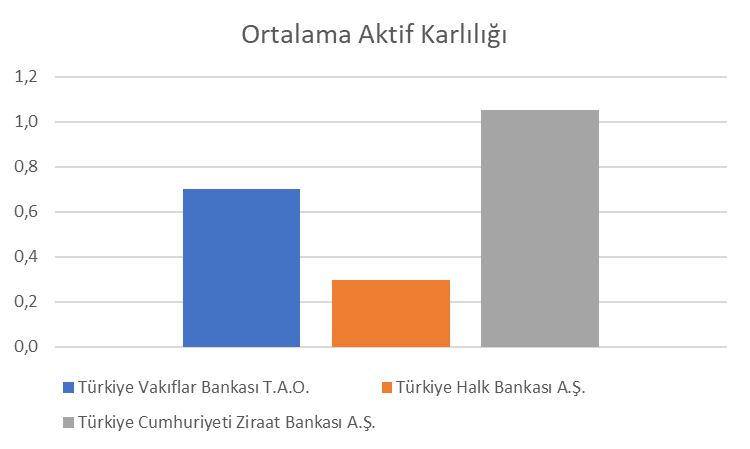 Ortalama Aktif Karlılığı
1,2
1,0
0,8
0,6
0,4
0,2
0,0
Türkiye Vakıflar Bankası T.A.O.
Türkiye Halk Bankası A.Ş.
Türkiye Cumhuriyeti Ziraat Bankası A.Ş.